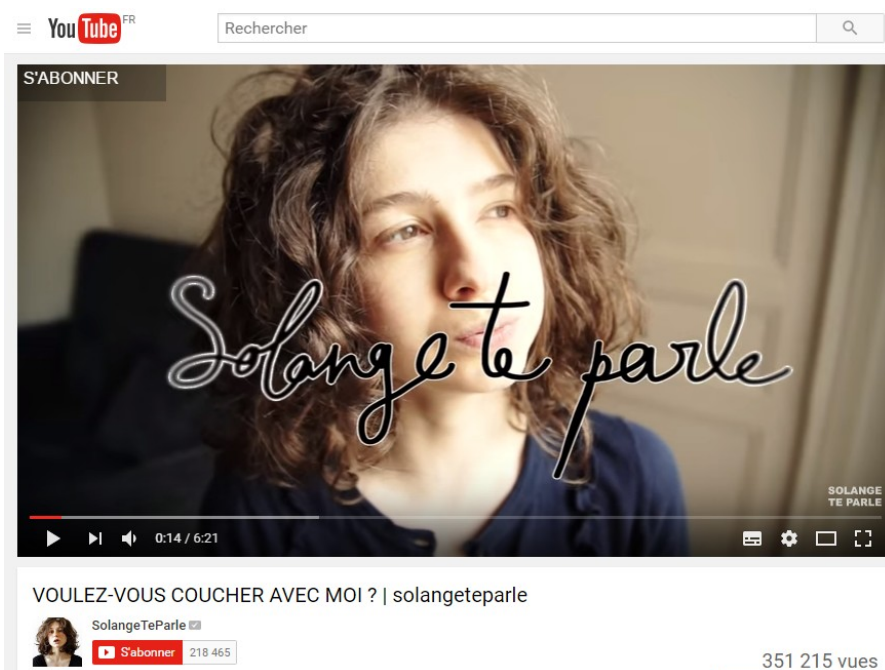 YouTube FR
Rechercher
S'ABONNER
Solange te parle
SOLANGE
TE PARLE
0:14 / 6:21
VOULEZ-VOUS COUCHER AVEC MOI ? | solangeteparle
SolangeTeParle
S'abonner 218 465
351 215 vues